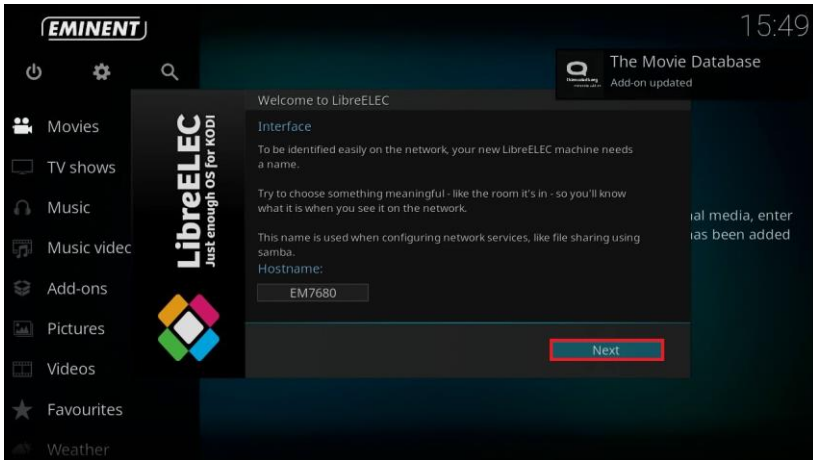 EMINENT
15:49
The Movie Database
Add-on updated
Movies
TV shows
Music
Music videc
Add-ons
Pictures
Videos
Favourites
Weather
LibreELEC
Just enough OS for KODI
Welcome to LibreELEC
Interface
To be identified easily on the network, your new LibreELEC machine needs
a name.
Try to choose something meaningful - like the room it's in - so you'll know
what it is when you see it on the network.
This name is used when configuring network services, like file sharing using
samba.
Hostname:
EM7680
Next
al media, enter
as been added